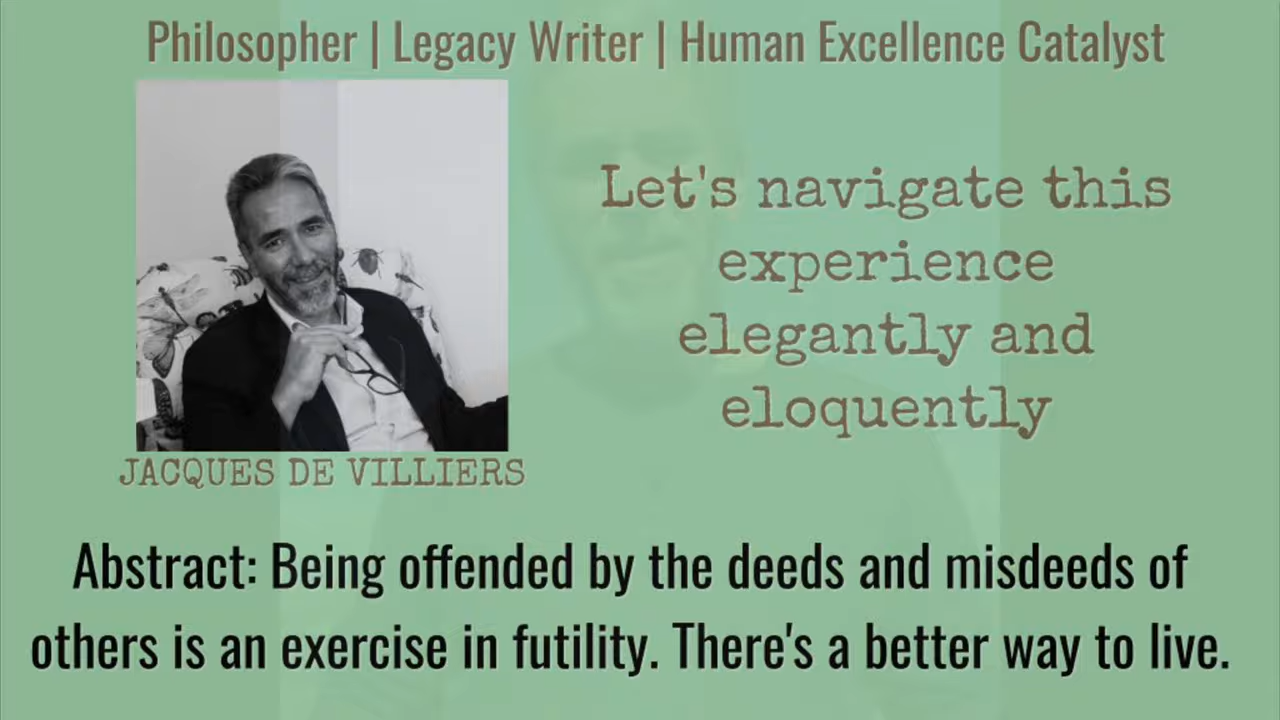 Philosopher | Legacy Writer | Human Excellence Catalyst
Let's navigate this
experience
elegantly and
eloquently
JACQUES DE VILLIERS
Abstract: Being offended by the deeds and misdeeds of
others is an exercise in futility. There's a better way to live.